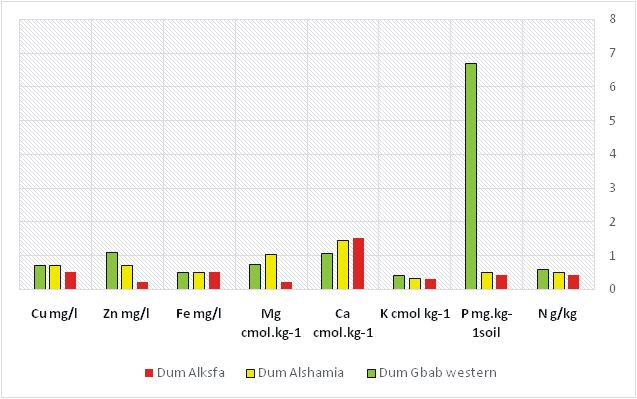 8
7
6
5
4
3
2
1
0
Cu mg/l
Zn mg/l
Fe mg/l
Mg
cmol.kg-1
Ca
cmol.kg-1
K cmol kg-1
P mg.kg-
1soil
N g/kg
Dum Alksfa
Dum Alshamia
Dum Gbab western